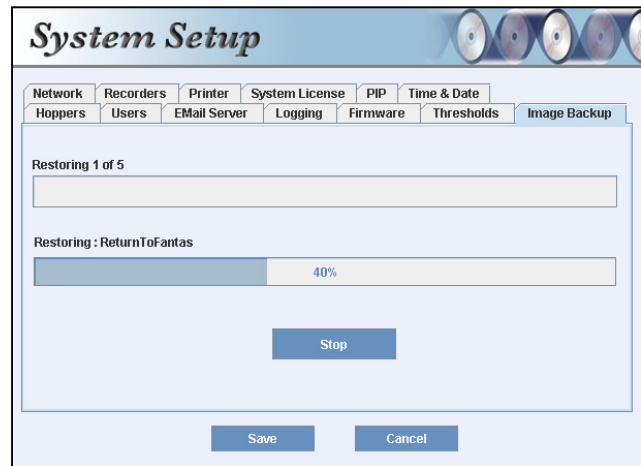 System Setup
Network Recorders Printer System License PIP Time & Date
Hoppers Users EMail Server Logging Firmware Thresholds Image Backup
Restoring 1 of 5
Restoring : ReturnToFantas
40%
Stop
Save Cancel